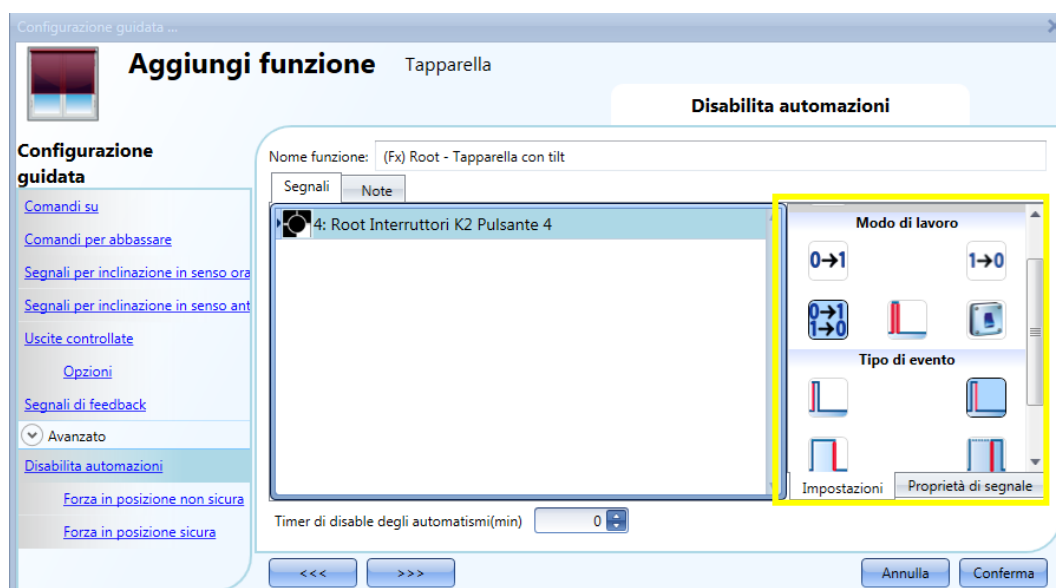 Configurazione guidata ...
Aggiungi funzione Tapparella
Disabilita automazioni
Configurazione
guidata
Comandi su
Comandi per abbassare
Segnali per inclinazione in senso ora
Segnali per inclinazione in senso ant
Uscite controllate
Opzioni
Segnali di feedback
Avanzato
Disabilita automazioni
Forza in posizione non sicura
Forza in posizione sicura
Nome funzione: (Fx) Root - Tapparella con tilt
Segnali Note
4: Root Interruttori K2 Pulsante 4
Modo di lavoro
0→1 1→0
0→1
1→0
Tipo di evento
Impostazioni Proprietà di segnale
Timer di disable degli automatismi(min) 0
<<< >>> Annulla Conferma